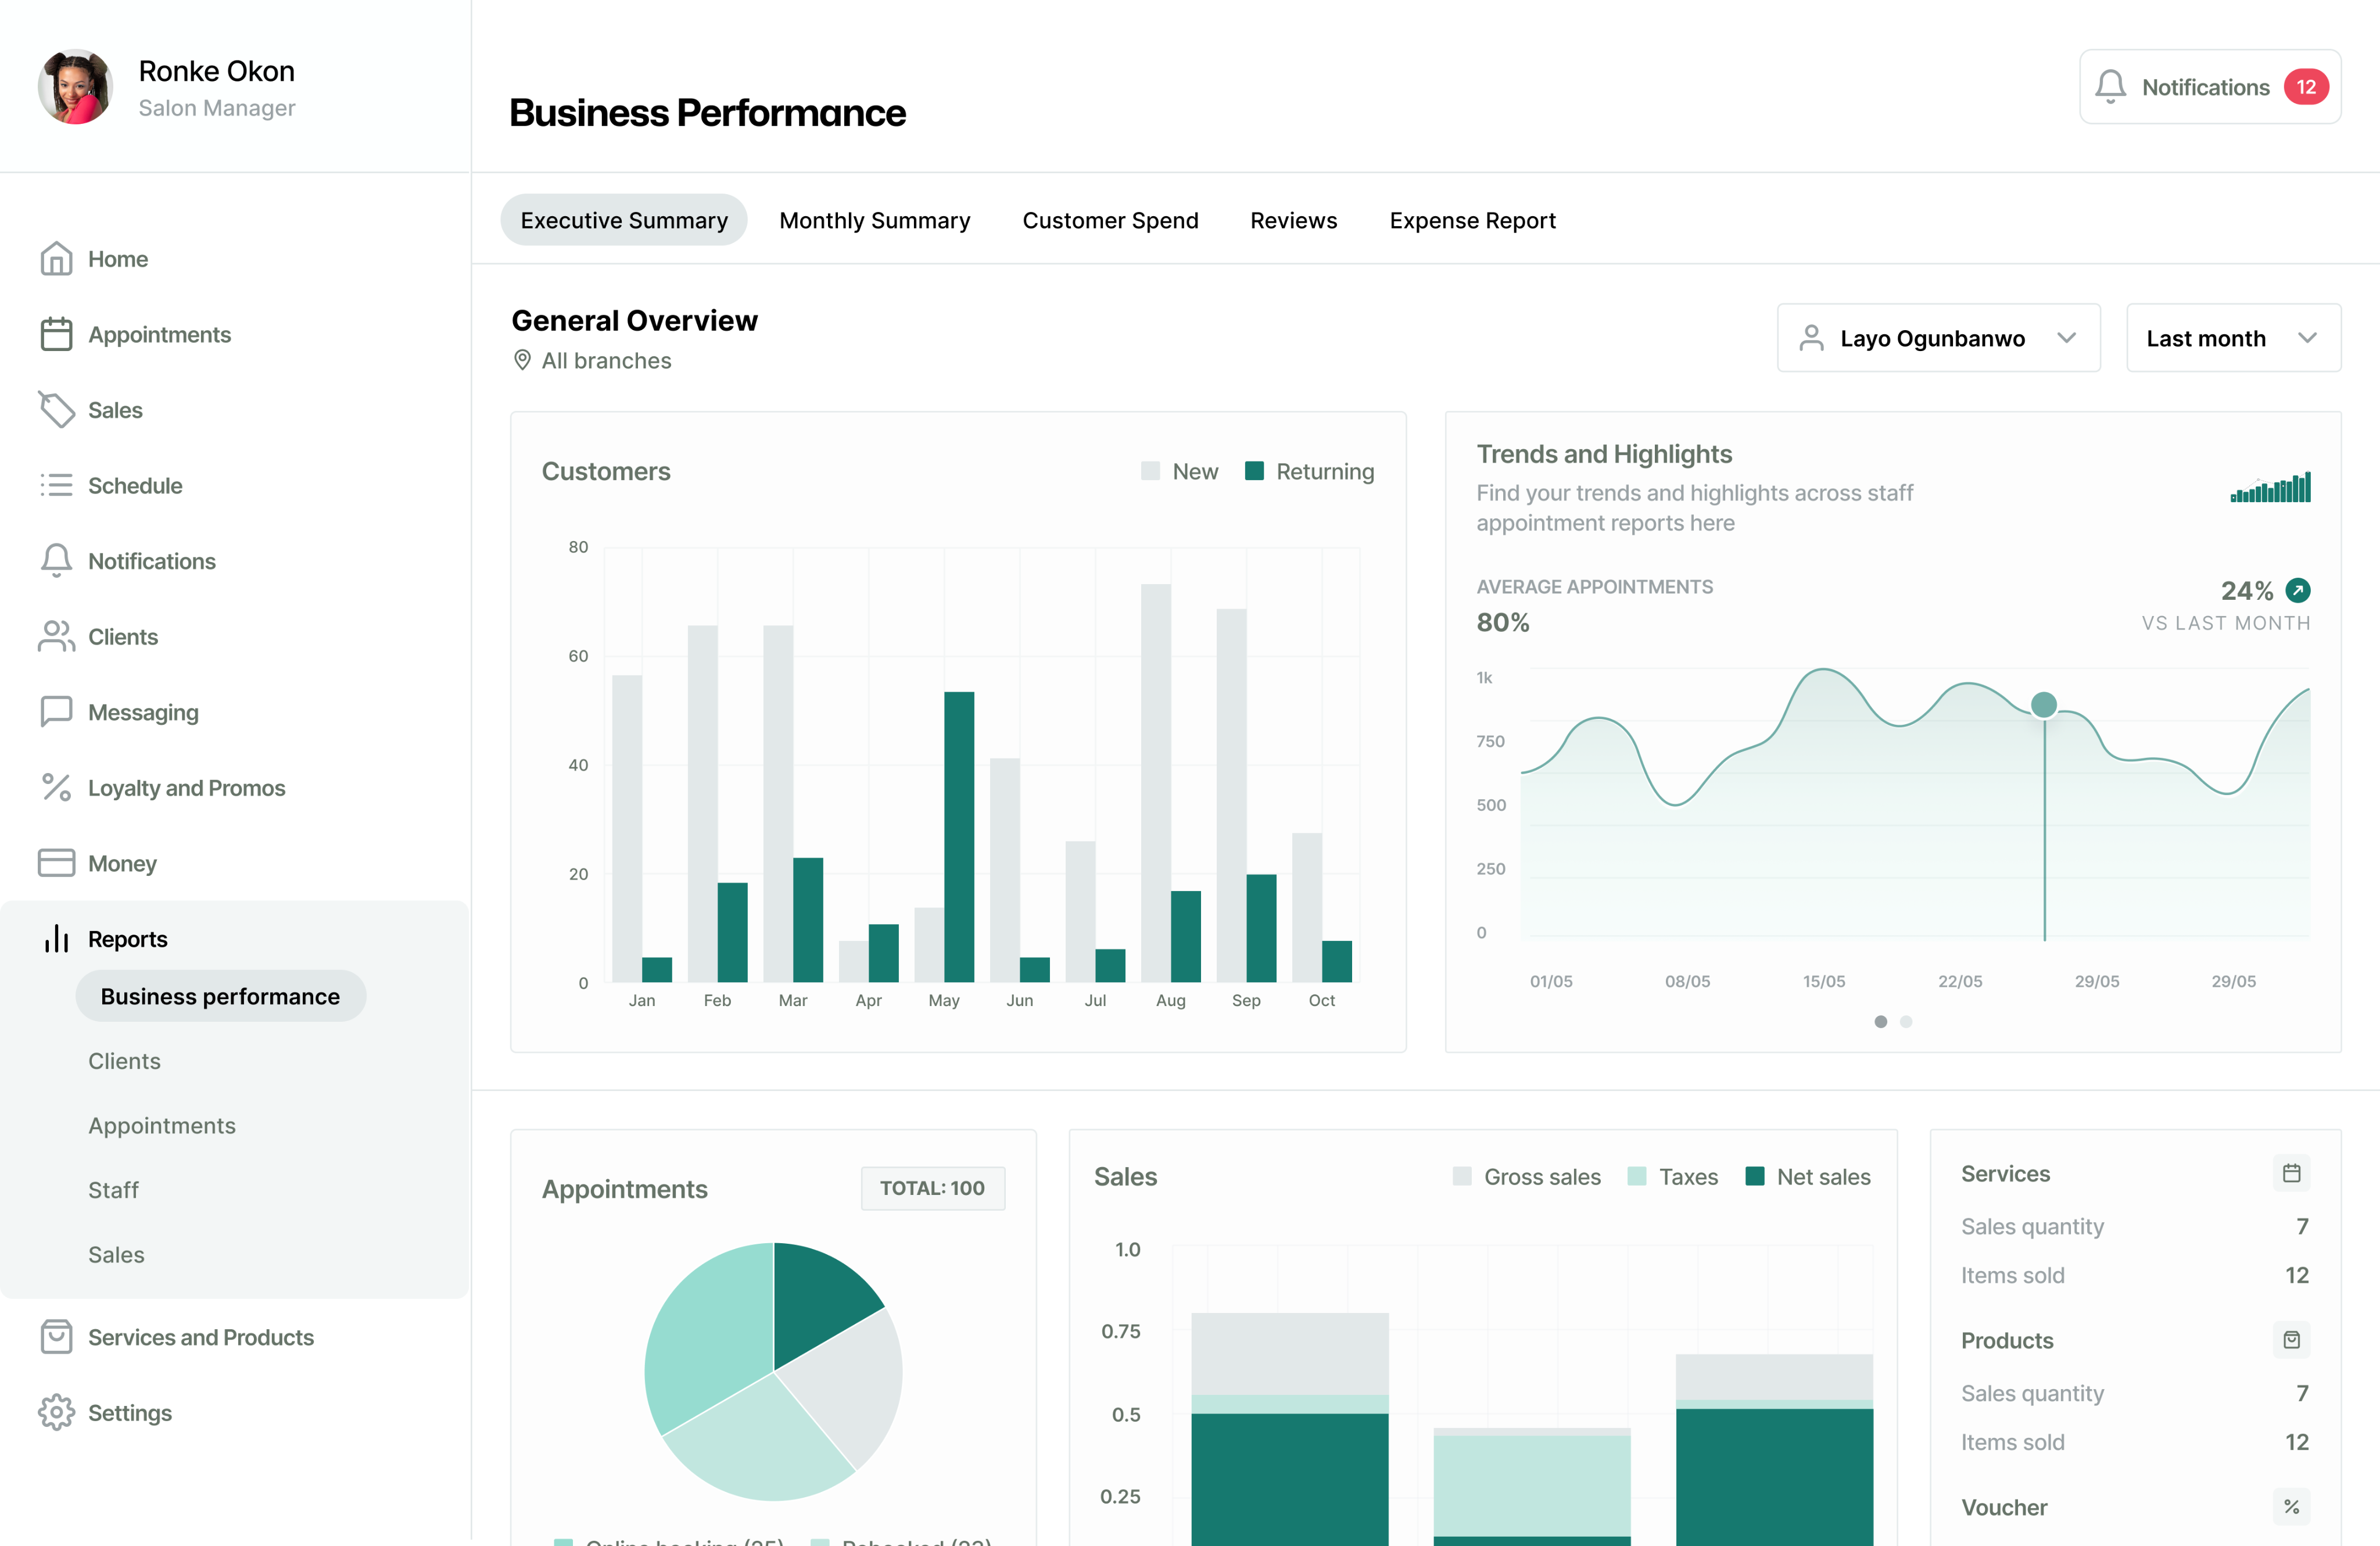 Ronke Okon
Salon Manager
Home
Appointments
Sales
Schedule
Notifications
Clients
Messaging
Loyalty and Promos
Money
Reports
Business performance
Clients
Appointments
Staff
Sales
Services and Products
Settings
Business Performance
Notifications 12
Executive Summary Monthly Summary Customer Spend Reviews Expense Report
General Overview
All branches
Layo Ogunbanwo
Last month
Customers
New Returning
80
60
40
20
0
Jan Feb Mar Apr May Jun Jul Aug Sep Oct
Trends and Highlights
Find your trends and highlights across staff
appointment reports here
AVERAGE APPOINTMENTS
80%
24%
VS LAST MONTH
1k
750
500
250
0
01/05 08/05 15/05 22/05 29/05 29/05
Appointments
TOTAL: 100
Online booking (35) Rebooked (23)
Sales
Gross sales Taxes Net sales
1.0
0.75
0.5
0.25
Services
Sales quantity 7
Items sold 12
Products
Sales quantity 7
Items sold 12
Voucher